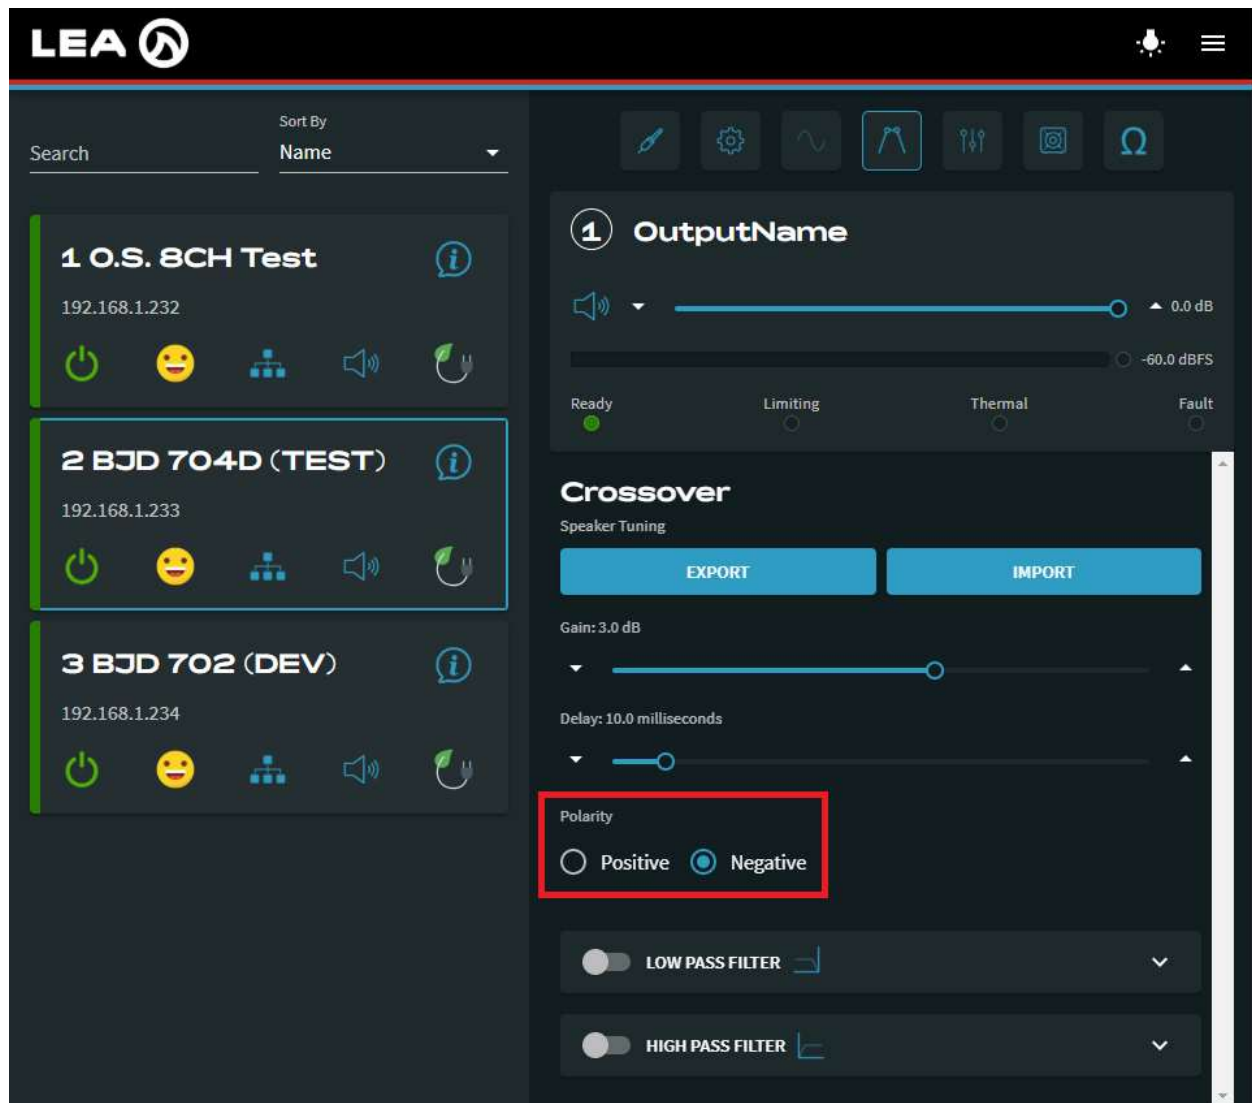 LEA
Search
Sort By
Name
1 O.S. 8CH Test
192.168.1.232
2 BJD 704D (TEST)
192.168.1.233
3 BJD 702 (DEV)
192.168.1.234
Ω
1 OutputName
0.0 dB
-60.0 dBFS
Ready Limiting Thermal Fault
Crossover
Speaker Tuning
EXPORT IMPORT
Gain: 3.0 dB
Delay: 10.0 milliseconds
Polarity
Positive Negative
LOW PASS FILTER
HIGH PASS FILTER